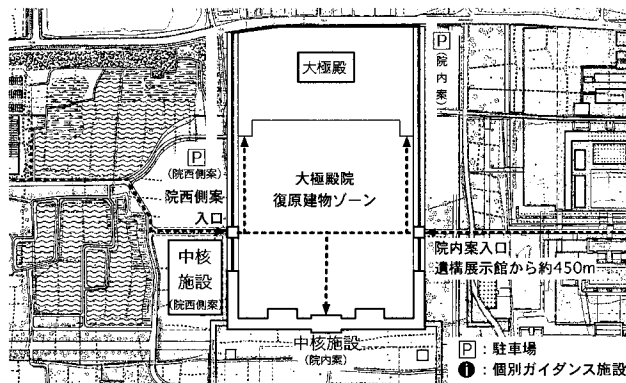 大極殿
P
院
内
案
P
(院西側案)
院西側案
入口
大極殿院
復原建物ゾーン
中核
施設
(院西側案)
院内案入口
遺構展示館から約450m
中核施設
(院内案)
P:駐車場
i:個別ガイダンス施設